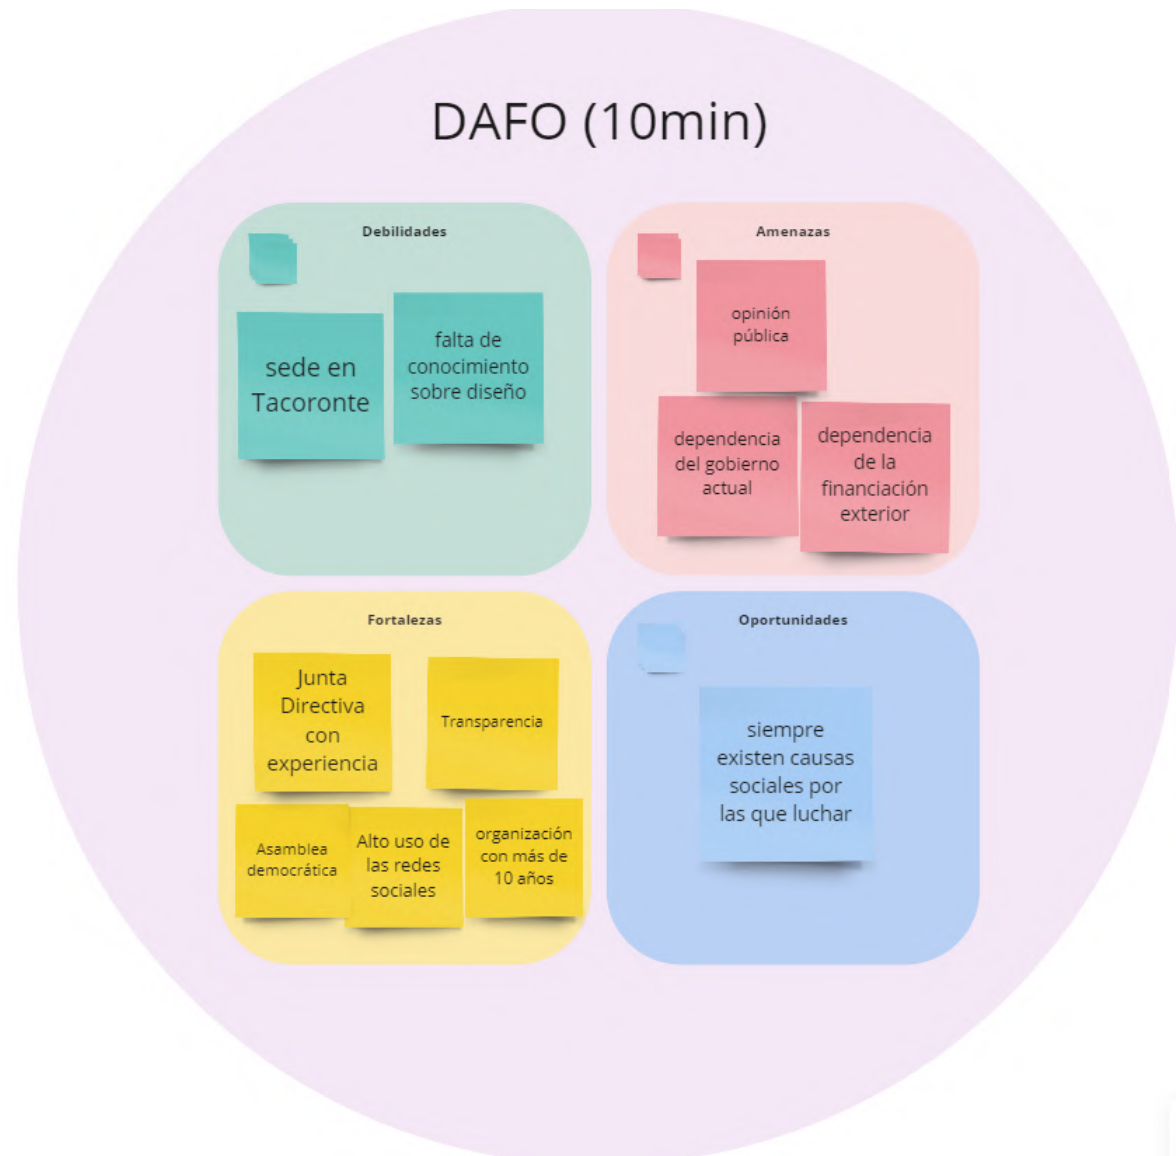 DAFO (10min)
Debilidades
sede en
Tacoronte
falta de
conocimiento
sobre diseño
Amenazas
opinión
pública
dependencia
del gobierno
actual
dependencia
de la
financiación
exterior
Fortalezas
Junta
Directiva
con
experiencia
Transparencia
Asamblea
democrática
Alto uso de
las redes
sociales
organización
con más de
10 años
Oportunidades
siempre
existen causas
sociales por
las que luchar